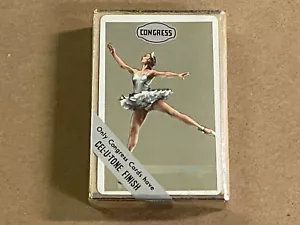 CONGRESS
Only Congress Cards have
CEL-U-TONE FINISH